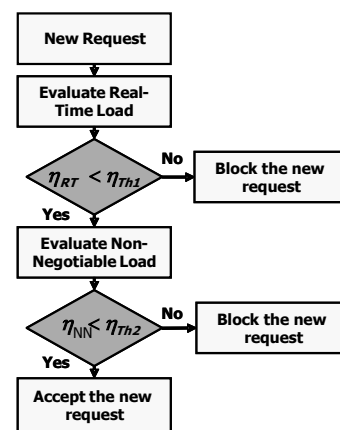 New Request
Evaluate Real-
Time Load
η_RT < η_Th1
No
Block the new
request
Yes
Evaluate Non-
Negotiable Load
η_NN < η_Th2
No
Block the new
request
Yes
Accept the new
request